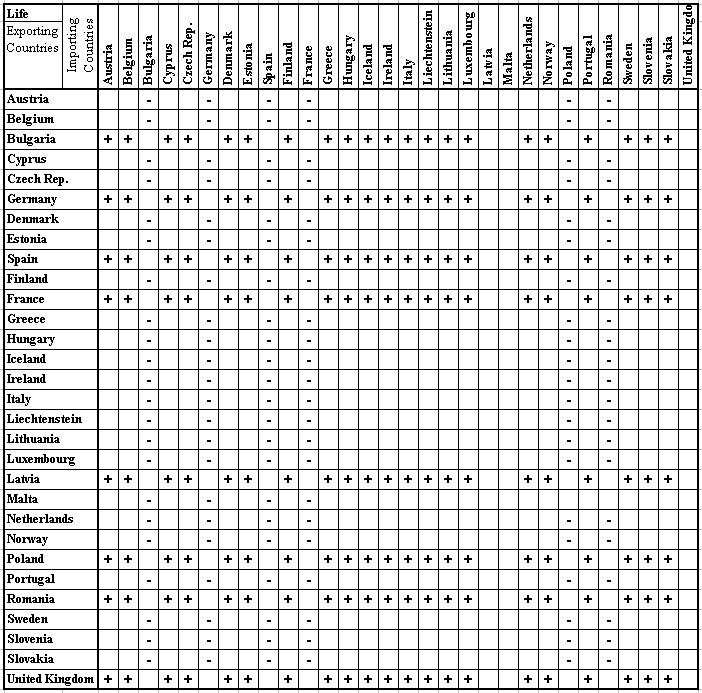 Life
Exporting Countries
Importing Countries
Austria
Belgium
Bulgaria
Cyprus
Czech Rep.
Germany
Denmark
Estonia
Spain
Finland
France
Greece
Hungary
Iceland
Ireland
Italy
Liechtenstein
Lithuania
Luxembourg
Latvia
Malta
Netherlands
Norway
Poland
Portugal
Romania
Sweden
Slovenia
Slovakia
United Kingdo
Austria - - - - - -
Belgium - - - - - -
Bulgaria + + + + + + + + + + + + + + + + + + + + +
Cyprus - - - - - -
Czech Rep. - - - - - -
Germany + + + + + + + + + + + + + + + + + + + + +
Denmark - - - - - -
Estonia - - - - - -
Spain + + + + + + + + + + + + + + + + + + + + +
Finland - - - - - -
France + + + + + + + + + + + + + + + + + + + + +
Greece - - - - - -
Hungary - - - - - -
Iceland - - - - - -
Ireland - - - - - -
Italy - - - - - -
Liechtenstein - - - - - -
Lithuania - - - - - -
Luxembourg - - - - - -
Latvia + + + + + + + + + + + + + + + + + + + + +
Malta - - - -
Netherlands - - - - - -
Norway - - - - - -
Poland + + + + + + + + + + + + + + + + + + + + +
Portugal - - - - - -
Romania + + + + + + + + + + + + + + + + + + + + +
Sweden - - - - - -
Slovenia - - - - - -
Slovakia - - - - - -
United Kingdom + + + + + + + + + + + + + + + + + + + + +